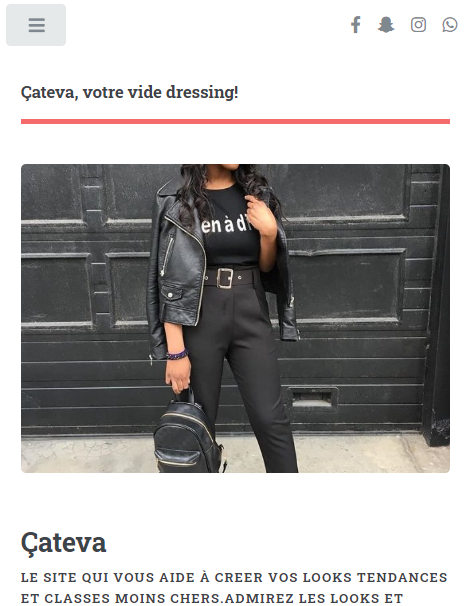 Çateva, votre vide dressing!
en à d
Çateva
LE SITE QUI VOUS AIDE À CREER VOS LOOKS TENDANCES
ET CLASSES MOINS CHERS.ADMIREZ LES LOOKS ET